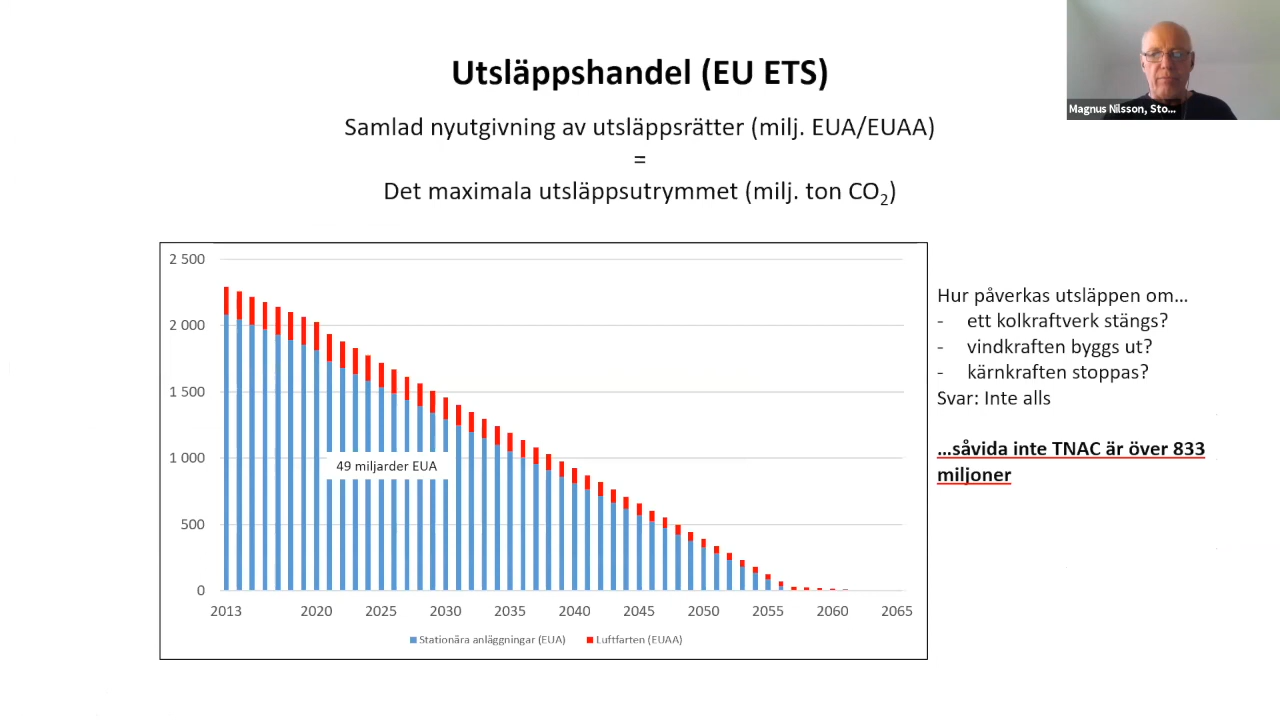 Utsläppshandel (EU ETS)
Magnus Nilsson, Sto...
Samlad nyutgivning av utsläppsrätter (milj. EUA/EUAA)
=
Det maximala utsläppsutrymmet (milj. ton CO₂)
2 500
2 000
1 500
1 000
500
0
49 miljarder EUA
2013 2020 2025 2030 2035 2040 2045 2050 2055 2060 2065
Stationära anläggningar (EUA) Luftfarten (EUAA)
Hur påverkas utsläppen om…
- ett kolkraftverk stängs?
- vindkraften byggs ut?
- kärnkraften stoppas?
Svar: Inte alls
…såvida inte TNAC är över 833
miljoner